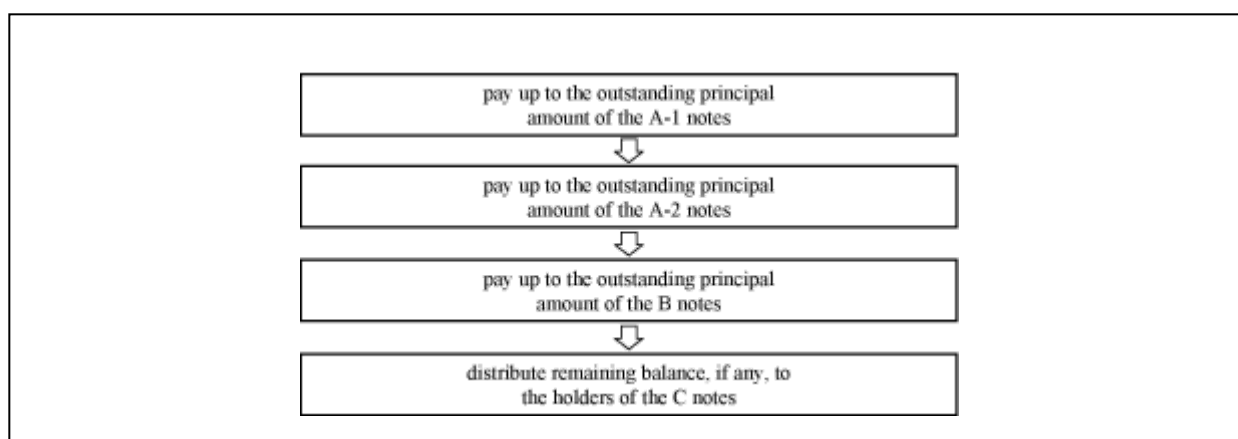 pay up to the outstanding principal
amount of the A-1 notes
pay up to the outstanding principal
amount of the A-2 notes
pay up to the outstanding principal
amount of the B notes
distribute remaining balance, if any, to
the holders of the C notes